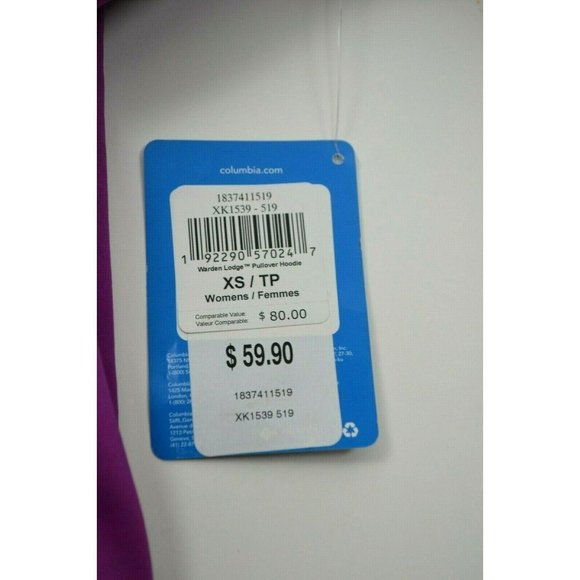 columbia.com
1837411519
XK1539 - 519
1 92290 57024 7
Warden Lodge™ Pullover Hoodie
XS / TP
Womens / Femmes
Comparable Value
Valeur Comparable: $ 80.00
$ 59.90
1837411519
XK1539 519